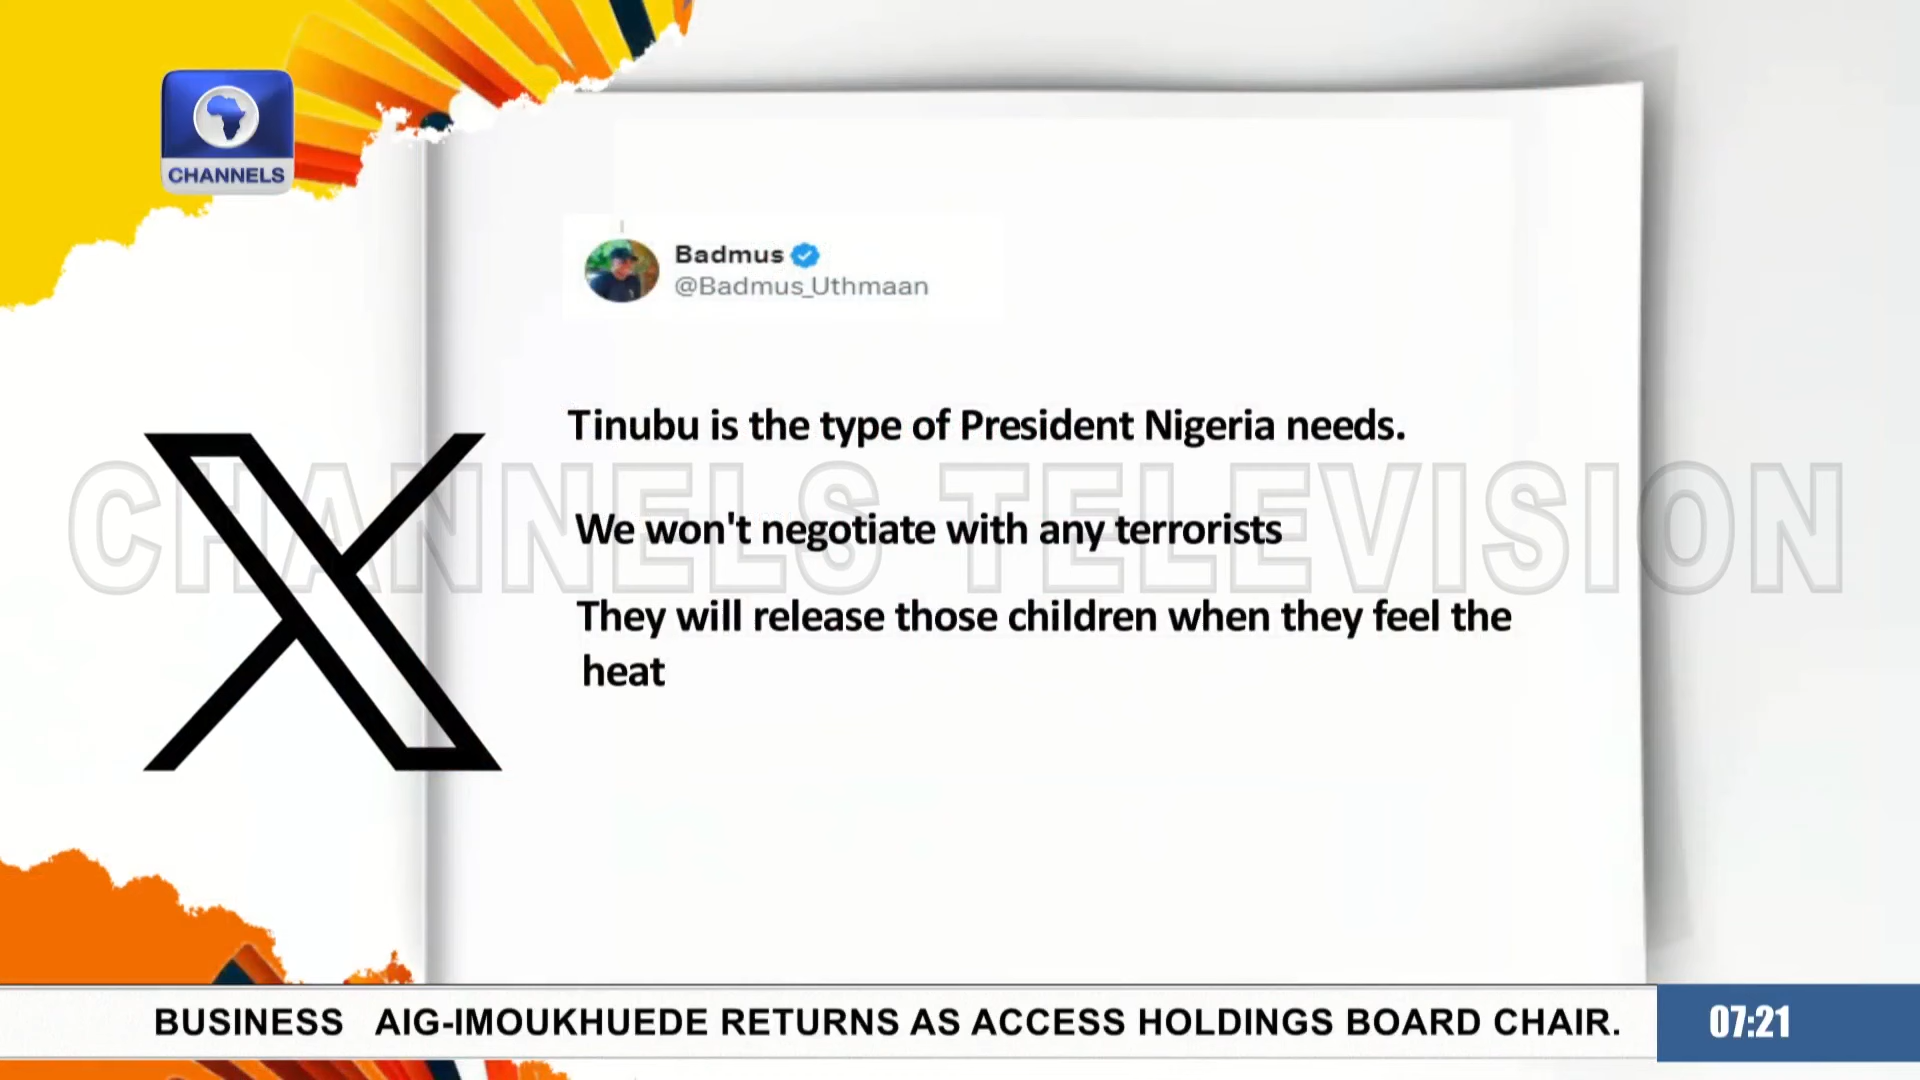 CHANNELS
Badmus
@Badmus_Uthmaan
Tinubu is the type of President Nigeria needs.
CHANNELS TELEVISION
We won't negotiate with any terrorists
They will release those children when they feel the
heat
BUSINESS AIG-IMOUKHUEDE RETURNS AS ACCESS HOLDINGS BOARD CHAIR.
07:21